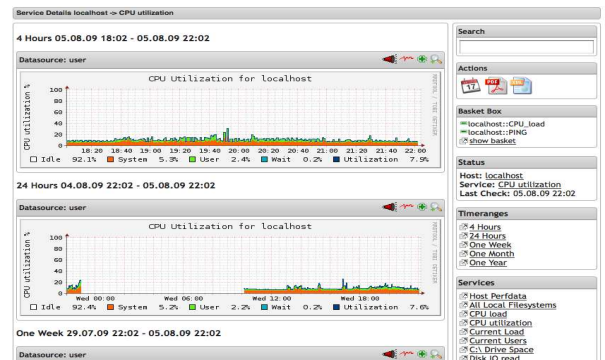 Service Details localhost -> CPU utilization
4 Hours 05.08.09 18:02 - 05.08.09 22:02
Datasource: user
CPU Utilization for localhost
CPU utilization %
100
80
60
40
20
0
18:20 18:40 19:00 19:20 19:40 20:00 20:20 20:40 21:00 21:20 21:40 22:00
Idle 92.1% System 5.3% User 2.4% Wait 0.2% Utilization 7.9%
24 Hours 04.08.09 22:02 - 05.08.09 22:02
Datasource: user
CPU Utilization for localhost
CPU utilization %
100
80
60
40
20
0
Wed 00:00 Wed 06:00 Wed 12:00 Wed 18:00
Idle 92.4% System 5.0% User 2.4% Wait 0.2% Utilization 7.6%
One Week 29.07.09 22:02 - 05.08.09 22:02
Datasource: user
Search
Actions
17
PDF
Basket Box
localhost::CPU_load
localhost::PING
show basket
Status
Host: localhost
Service: CPU utilization
Last Check: 05.08.09 22:02
Timeranges
4 Hours
24 Hours
One Week
One Month
One Year
Services
Host Perfdata
All Local Filesystems
CPU load
CPU utilization
Current Load
Current Users
C:\ Drive Space
Disk IO read